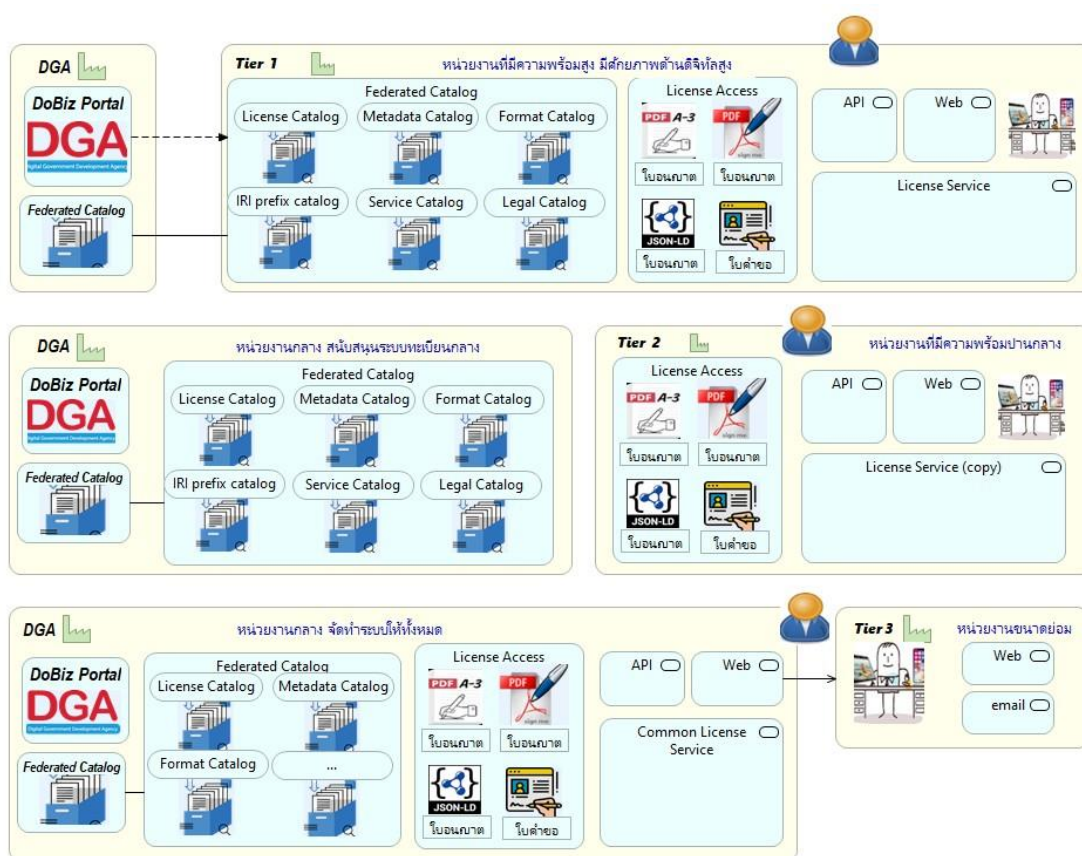 DGA
DoBiz Portal
DGA
Digital Government Development Agency
Federated Catalog
Tier 1
หน่วยงานที่มีความพร้อมสูง มีศักยภาพด้านดิจิทัลสูง
Federated Catalog
License Catalog
Metadata Catalog
Format Catalog
IRI prefix catalog
Service Catalog
Legal Catalog
License Access
PDF A-3
PDF
sign me
ใบอนุญาต
ใบอนุญาต
JSON-LD
ใบอนุญาต
ใบคำขอ
API
Web
License Service
DGA
หน่วยงานกลาง สนับสนุนระบบทะเบียนกลาง
DoBiz Portal
DGA
Digital Government Development Agency
Federated Catalog
Federated Catalog
License Catalog
Metadata Catalog
Format Catalog
IRI prefix catalog
Service Catalog
Legal Catalog
Tier 2
หน่วยงานที่มีความพร้อมปานกลาง
License Access
PDF A-3
PDF
sign me
ใบอนุญาต
ใบอนุญาต
JSON-LD
ใบอนุญาต
ใบคำขอ
API
Web
License Service (copy)
DGA
หน่วยงานกลาง จัดทำระบบให้ทั้งหมด
DoBiz Portal
DGA
Digital Government Development Agency
Federated Catalog
Federated Catalog
License Catalog
Metadata Catalog
Format Catalog
...
License Access
PDF A-3
PDF
sign me
ใบอนุญาต
ใบอนุญาต
JSON-LD
ใบอนุญาต
ใบคำขอ
API
Web
Common License
Service
Tier 3
หน่วยงานขนาดย่อม
Web
email